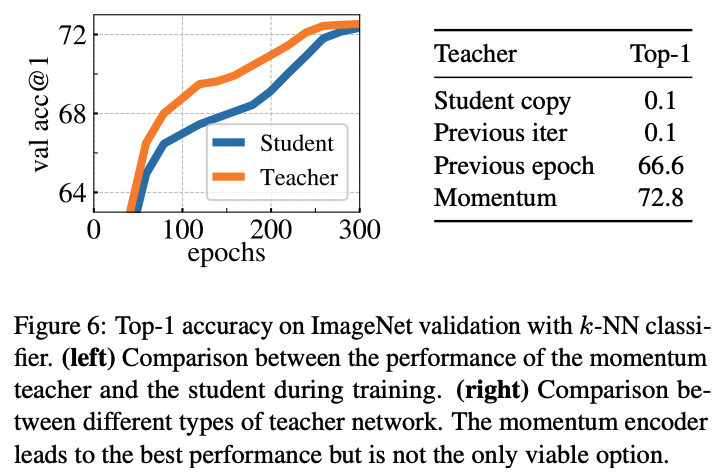 72
68
64
val acc@1
Student
Teacher
0 100 200 300
epochs
Teacher Top-1
Student copy 0.1
Previous iter 0.1
Previous epoch 66.6
Momentum 72.8
Figure 6: Top-1 accuracy on ImageNet validation with k-NN classi-
fier. (left) Comparison between the performance of the momentum
teacher and the student during training. (right) Comparison be-
tween different types of teacher network. The momentum encoder
leads to the best performance but is not the only viable option.